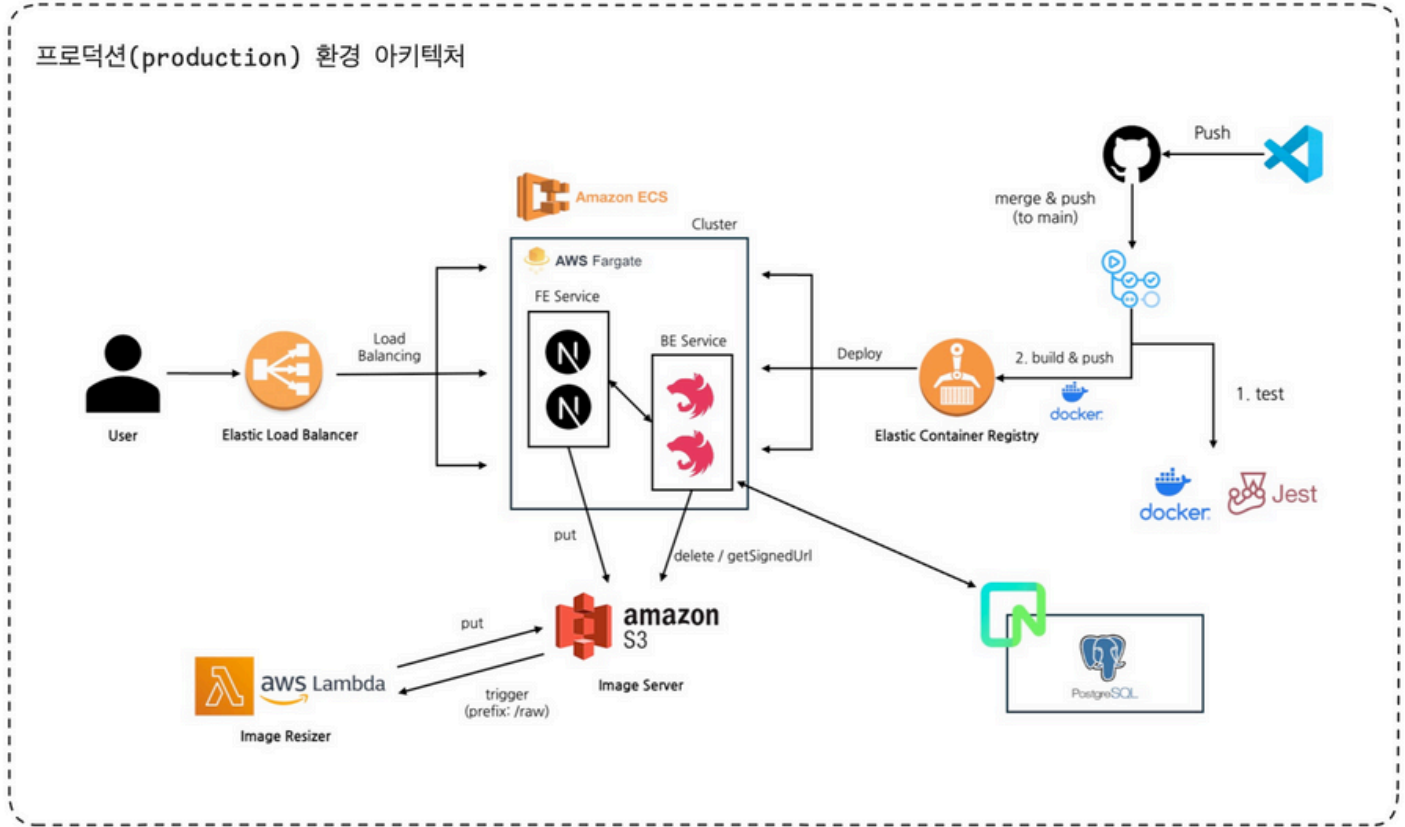 프로덕션(production) 환경 아키텍처
Push
merge & push
(to main)
Amazon ECS
Cluster
AWS Fargate
FE Service
BE Service
Load
Balancing
Deploy
2. build & push
docker
1. test
User
Elastic Load Balancer
Elastic Container Registry
docker
Jest
put
delete / getSignedUrl
amazon
S3
Image Server
put
trigger
(prefix: /raw)
aws Lambda
Image Resizer
PostgreSQL